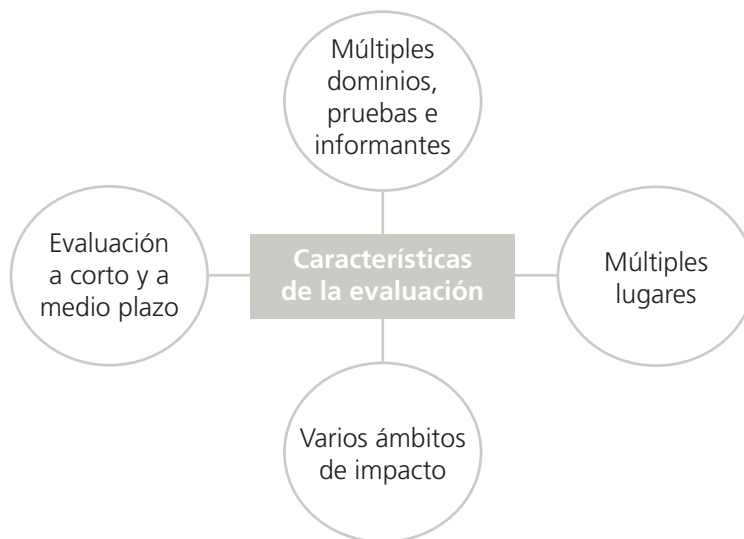 Múltiples
dominios,
pruebas e
informantes
Evaluación
a corto y a
medio plazo
Características
de la evaluación
Múltiples
lugares
Varios ámbitos
de impacto